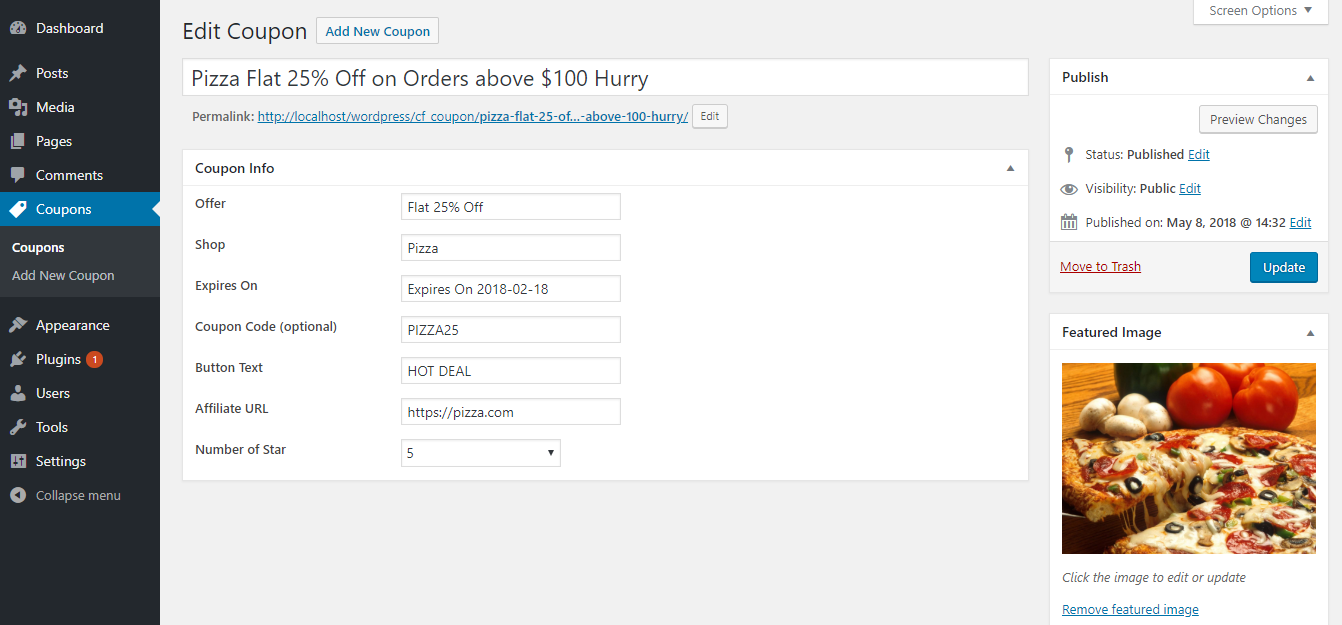 Dashboard
Posts
Media
Pages
Comments
Coupons
Coupons
Add New Coupon
Appearance
Plugins 1
Users
Tools
Settings
Collapse menu
Screen Options ▼
Edit Coupon Add New Coupon
Pizza Flat 25% Off on Orders above $100 Hurry
Permalink: http://localhost/wordpress/cf_coupon/pizza-flat-25-of...-above-100-hurry/ Edit
Coupon Info
Offer Flat 25% Off
Shop Pizza
Expires On Expires On 2018-02-18
Coupon Code (optional) PIZZA25
Button Text HOT DEAL
Affiliate URL https://pizza.com
Number of Star 5
Publish
Preview Changes
Status: Published Edit
Visibility: Public Edit
Published on: May 8, 2018 @ 14:32 Edit
Move to Trash Update
Featured Image
Click the image to edit or update
Remove featured image